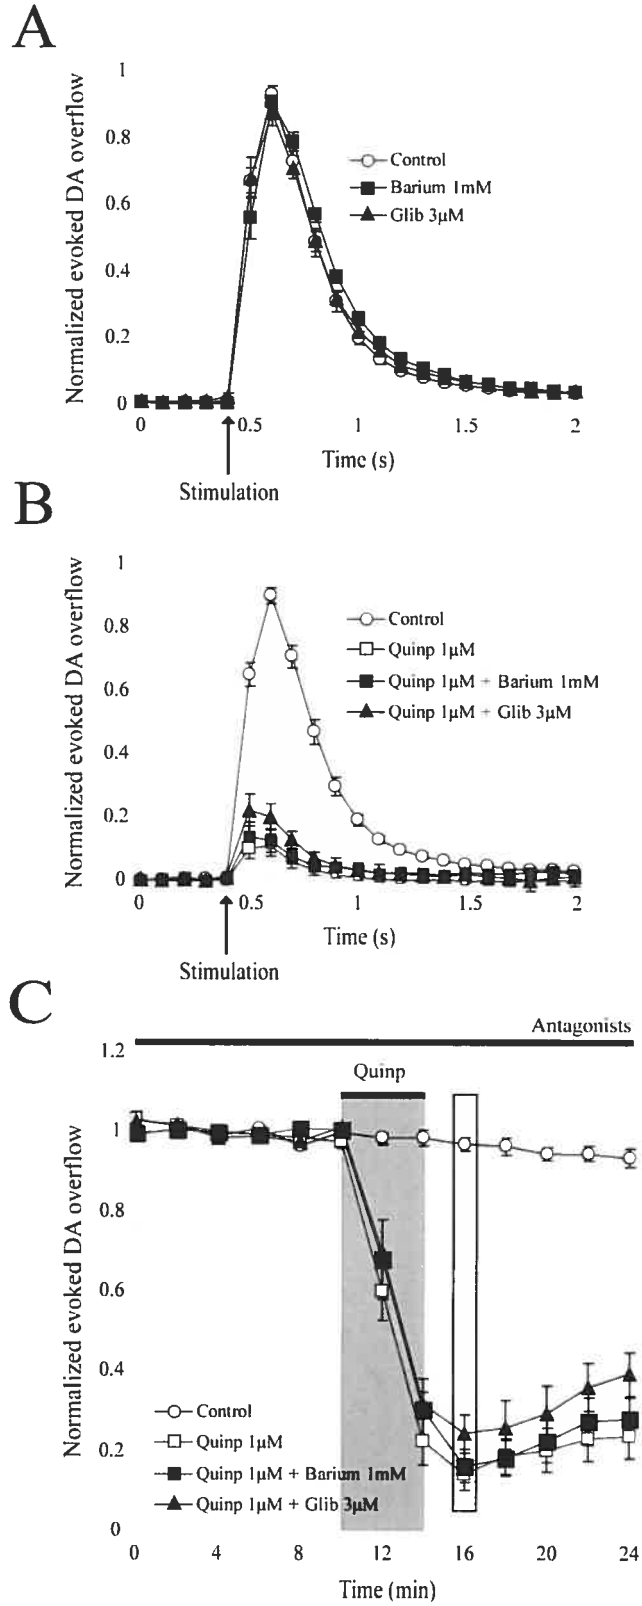 A
Normalized evoked DA overflow
1
0.8
0.6
0.4
0.2
0
Control
Barium 1mM
Glib 3μM
0 0.5 1 1.5 2
Time (s)
Stimulation
B
Normalized evoked DA overflow
1
0.8
0.6
0.4
0.2
0
Control
Quinp 1μM
Quinp 1μM + Barium 1mM
Quinp 1μM + Glib 3μM
0 0.5 1 1.5 2
Time (s)
Stimulation
C
Antagonists
Quinp
Normalized evoked DA overflow
1.2
1
0.8
0.6
0.4
0.2
0
Control
Quinp 1μM
Quinp 1μM + Barium 1mM
Quinp 1μM + Glib 3μM
0 4 8 12 16 20 24
Time (min)